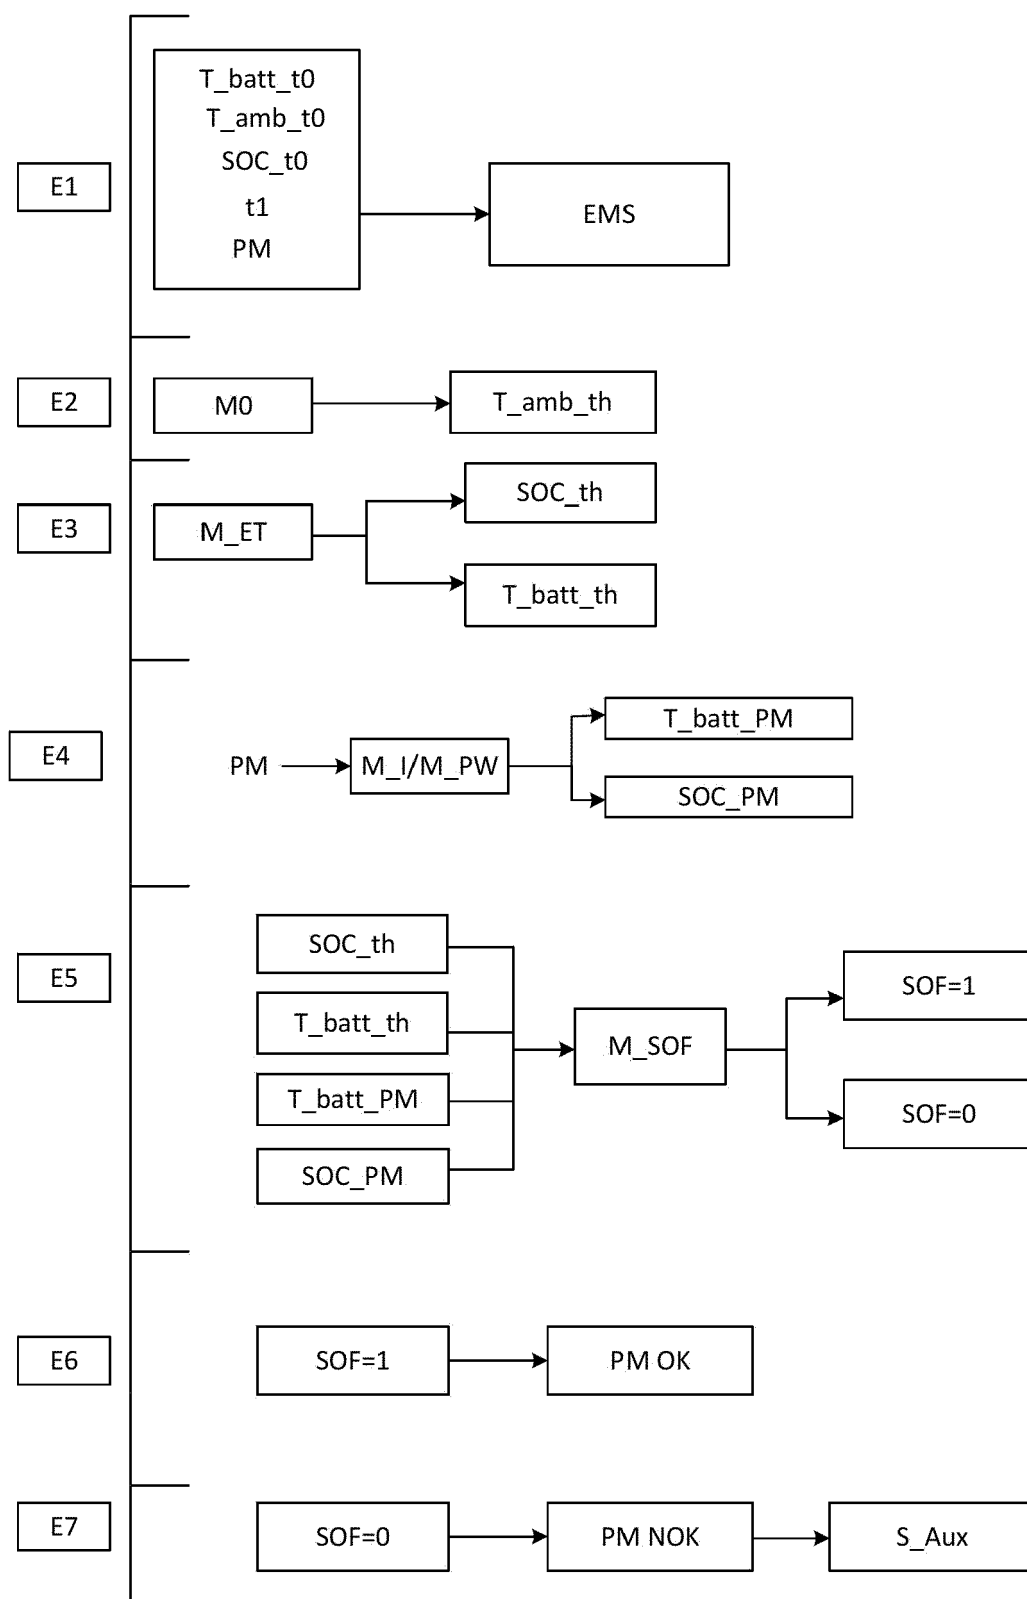 E1
T_batt_t0
T_amb_t0
SOC_t0
t1
PM
EMS
E2
M0
T_amb_th
E3
M_ET
SOC_th
T_batt_th
E4
PM
M_I/M_PW
T_batt_PM
SOC_PM
E5
SOC_th
T_batt_th
T_batt_PM
SOC_PM
M_SOF
SOF=1
SOF=0
E6
SOF=1
PM OK
E7
SOF=0
PM NOK
S_Aux